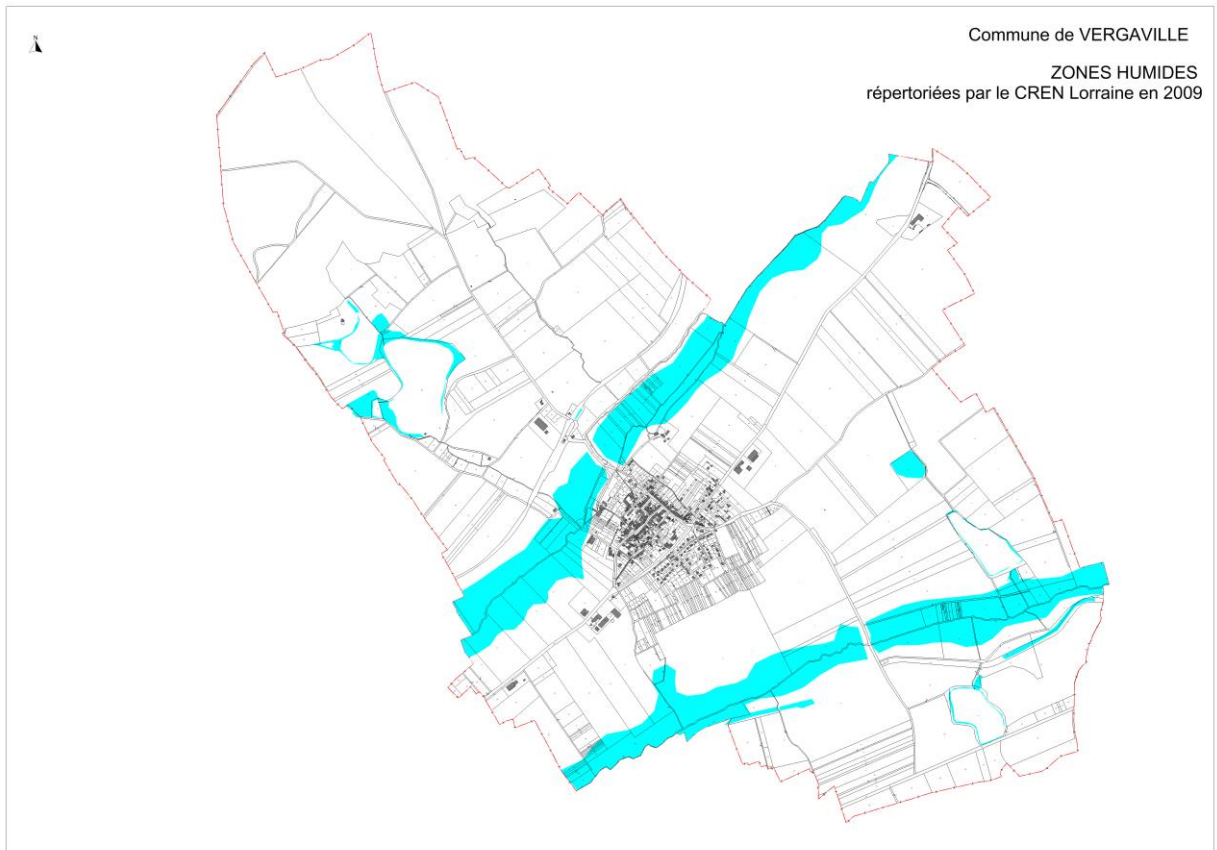 N
Commune de VERGAVILLE
ZONES HUMIDES
répertoriées par le CREN Lorraine en 2009